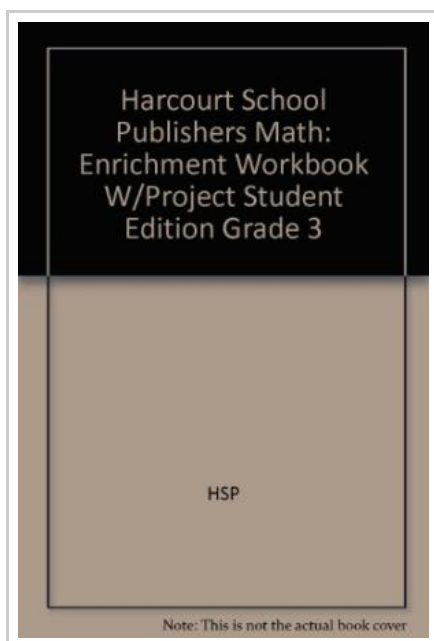 Harcourt School
Publishers Math:
Enrichment Workbook
W/Project Student
Edition Grade 3
HSP
Note: This is not the actual book cover